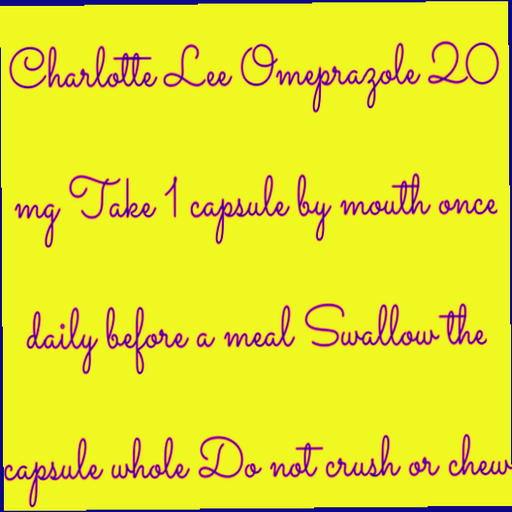 Charlotte Lee Omeprazole 20
mg Take 1 capsule by mouth once
daily before a meal Swallow the
capsule whole Do not crush or chew